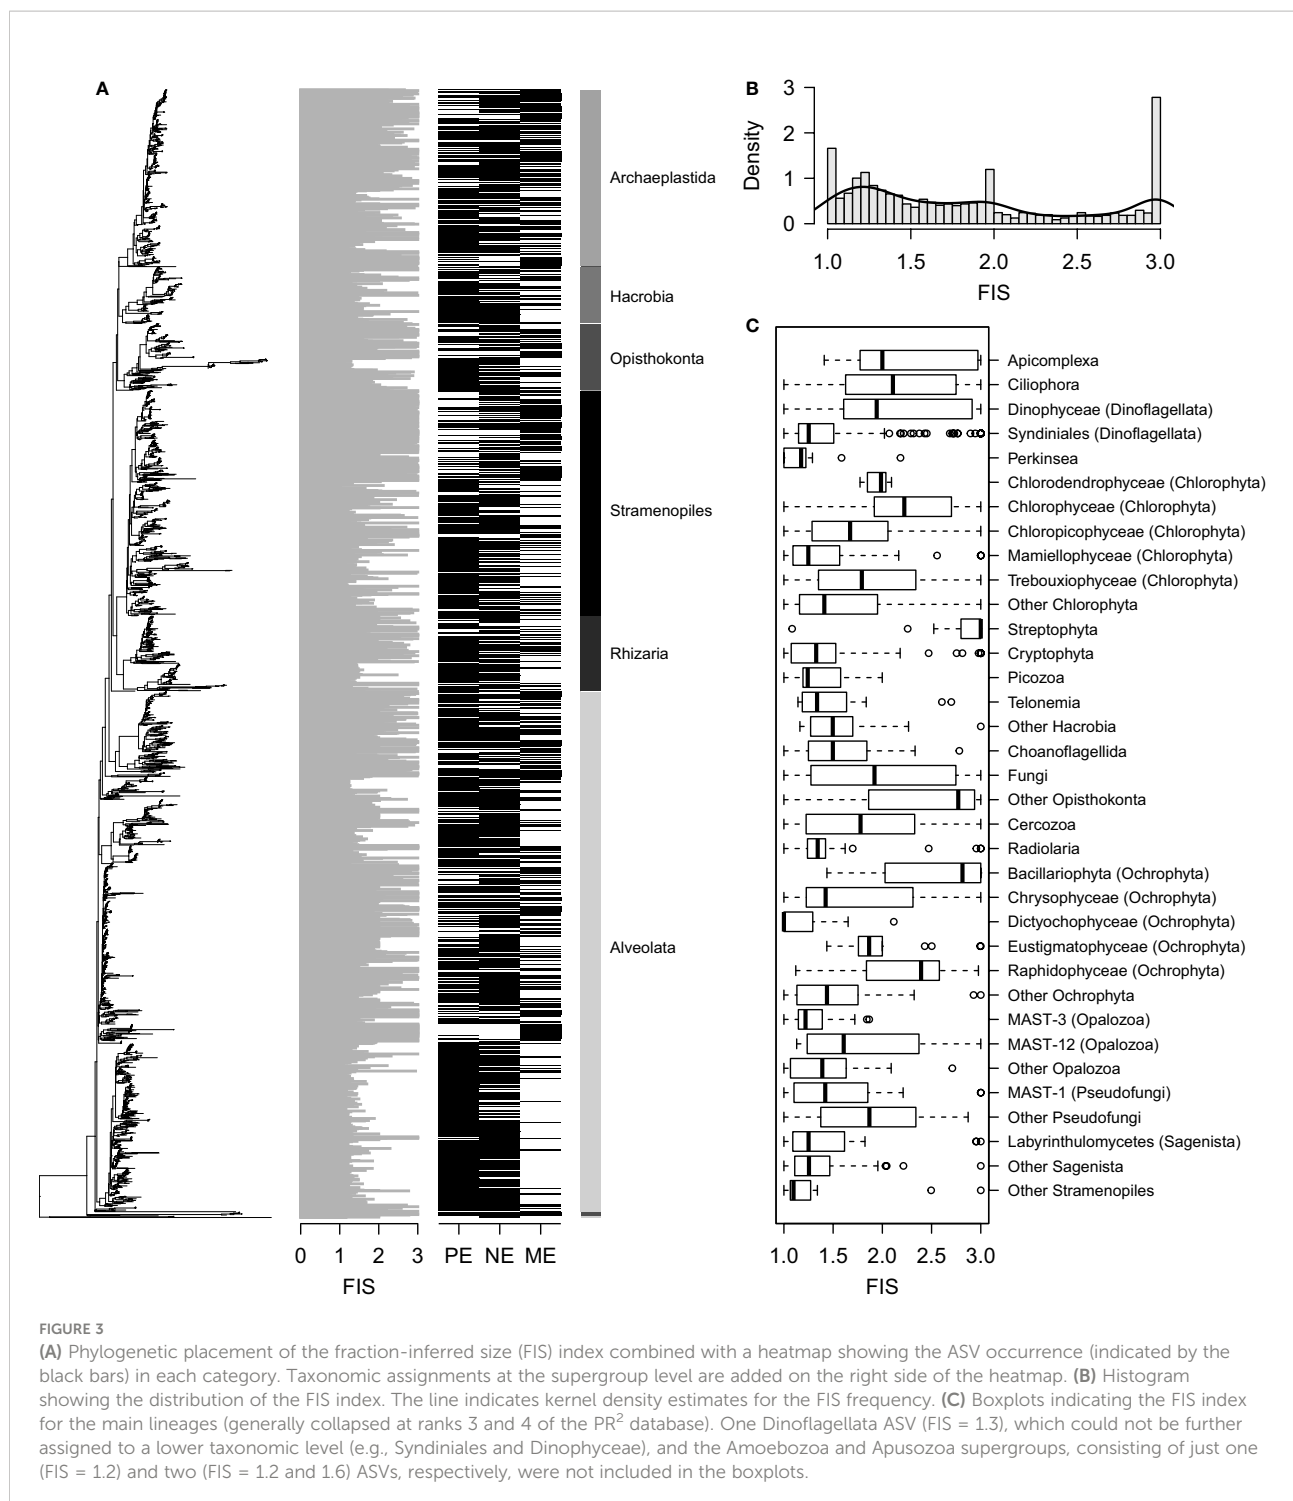 A
Archaeplastida
Hacrobia
Opisthokonta
Stramenopiles
Rhizaria
Alveolata
0 1 2 3
FIS
PE NE ME
B
3
2
1
0
Density
1.0 1.5 2.0 2.5 3.0
FIS
C
Apicomplexa
Ciliophora
Dinophyceae (Dinoflagellata)
Syndiniales (Dinoflagellata)
Perkinsea
Chlorodendrophyceae (Chlorophyta)
Chlorophyceae (Chlorophyta)
Chloropicophyceae (Chlorophyta)
Mamiellophyceae (Chlorophyta)
Trebouxiophyceae (Chlorophyta)
Other Chlorophyta
Streptophyta
Cryptophyta
Picozoa
Telonemia
Other Hacrobia
Choanoflagellida
Fungi
Other Opisthokonta
Cercozoa
Radiolaria
Bacillariophyta (Ochrophyta)
Chrysophyceae (Ochrophyta)
Dictyochophyceae (Ochrophyta)
Eustigmatophyceae (Ochrophyta)
Raphidophyceae (Ochrophyta)
Other Ochrophyta
MAST-3 (Opalozoa)
MAST-12 (Opalozoa)
Other Opalozoa
MAST-1 (Pseudofungi)
Other Pseudofungi
Labyrinthulomycetes (Sagenista)
Other Sagenista
Other Stramenopiles
1.0 1.5 2.0 2.5 3.0
FIS
FIGURE 3
(A) Phylogenetic placement of the fraction-inferred size (FIS) index combined with a heatmap showing the ASV occurrence (indicated by the
black bars) in each category. Taxonomic assignments at the supergroup level are added on the right side of the heatmap. (B) Histogram
showing the distribution of the FIS index. The line indicates kernel density estimates for the FIS frequency. (C) Boxplots indicating the FIS index
for the main lineages (generally collapsed at ranks 3 and 4 of the PR² database). One Dinoflagellata ASV (FIS = 1.3), which could not be further
assigned to a lower taxonomic level (e.g., Syndiniales and Dinophyceae), and the Amoebozoa and Apusozoa supergroups, consisting of just one
(FIS = 1.2) and two (FIS = 1.2 and 1.6) ASVs, respectively, were not included in the boxplots.